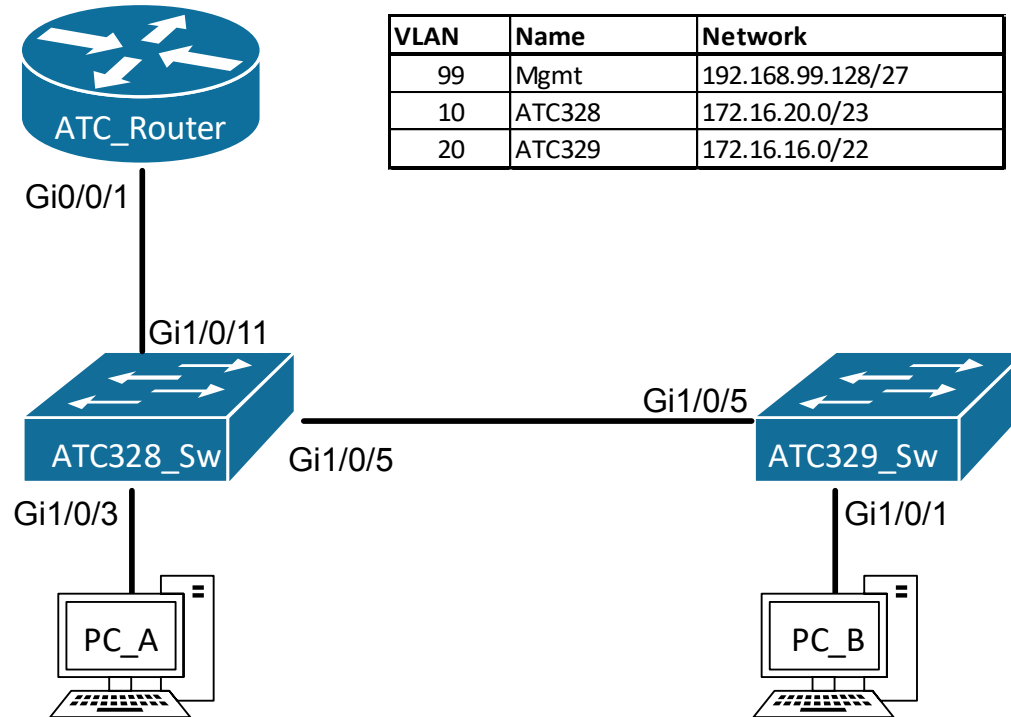 VLAN Name Network
99 Mgmt 192.168.99.128/27
10 ATC328 172.16.20.0/23
20 ATC329 172.16.16.0/22
ATC_Router
Gi0/0/1
Gi1/0/11
ATC328_Sw
Gi1/0/5
Gi1/0/5
ATC329_Sw
Gi1/0/3
Gi1/0/1
PC_A
PC_B